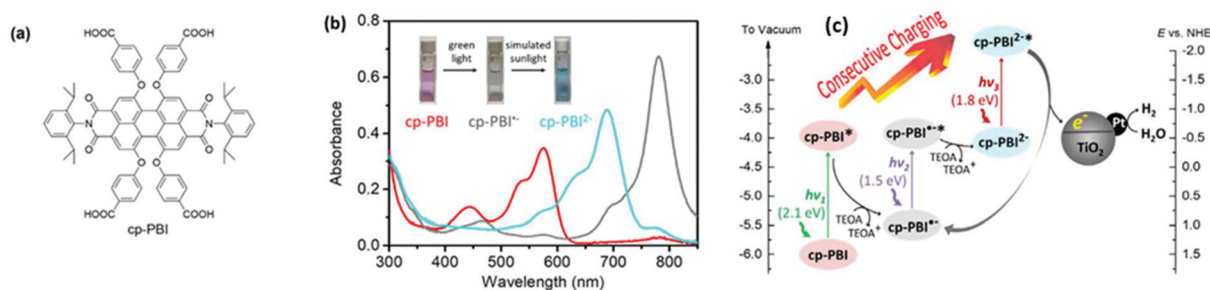 (a)
HOOC
COOH
O
O
O
O
N
N
O
O
O
O
HOOC
COOH
cp-PBI
(b)
Absorbance
0.8
0.6
0.4
0.2
0.0
300 400 500 600 700 800
Wavelength (nm)
green
light
simulated
sunlight
cp-PBI
cp-PBI•-
cp-PBI2-
(c)
To Vacuum
-2.5
-3.0
-3.5
-4.0
-4.5
-5.0
-5.5
-6.0
Consecutive Charging
cp-PBI2-*
hν3
(1.8 eV)
cp-PBI*
cp-PBI•-*
cp-PBI2-
TEOA
TEOA+
hν2
(1.5 eV)
hν1
(2.1 eV)
TEOA
TEOA+
cp-PBI•-
cp-PBI
e-
TiO2
Pt
H2
H2O
E vs. NHE
-2.0
-1.5
-1.0
-0.5
0.0
0.5
1.0
1.5